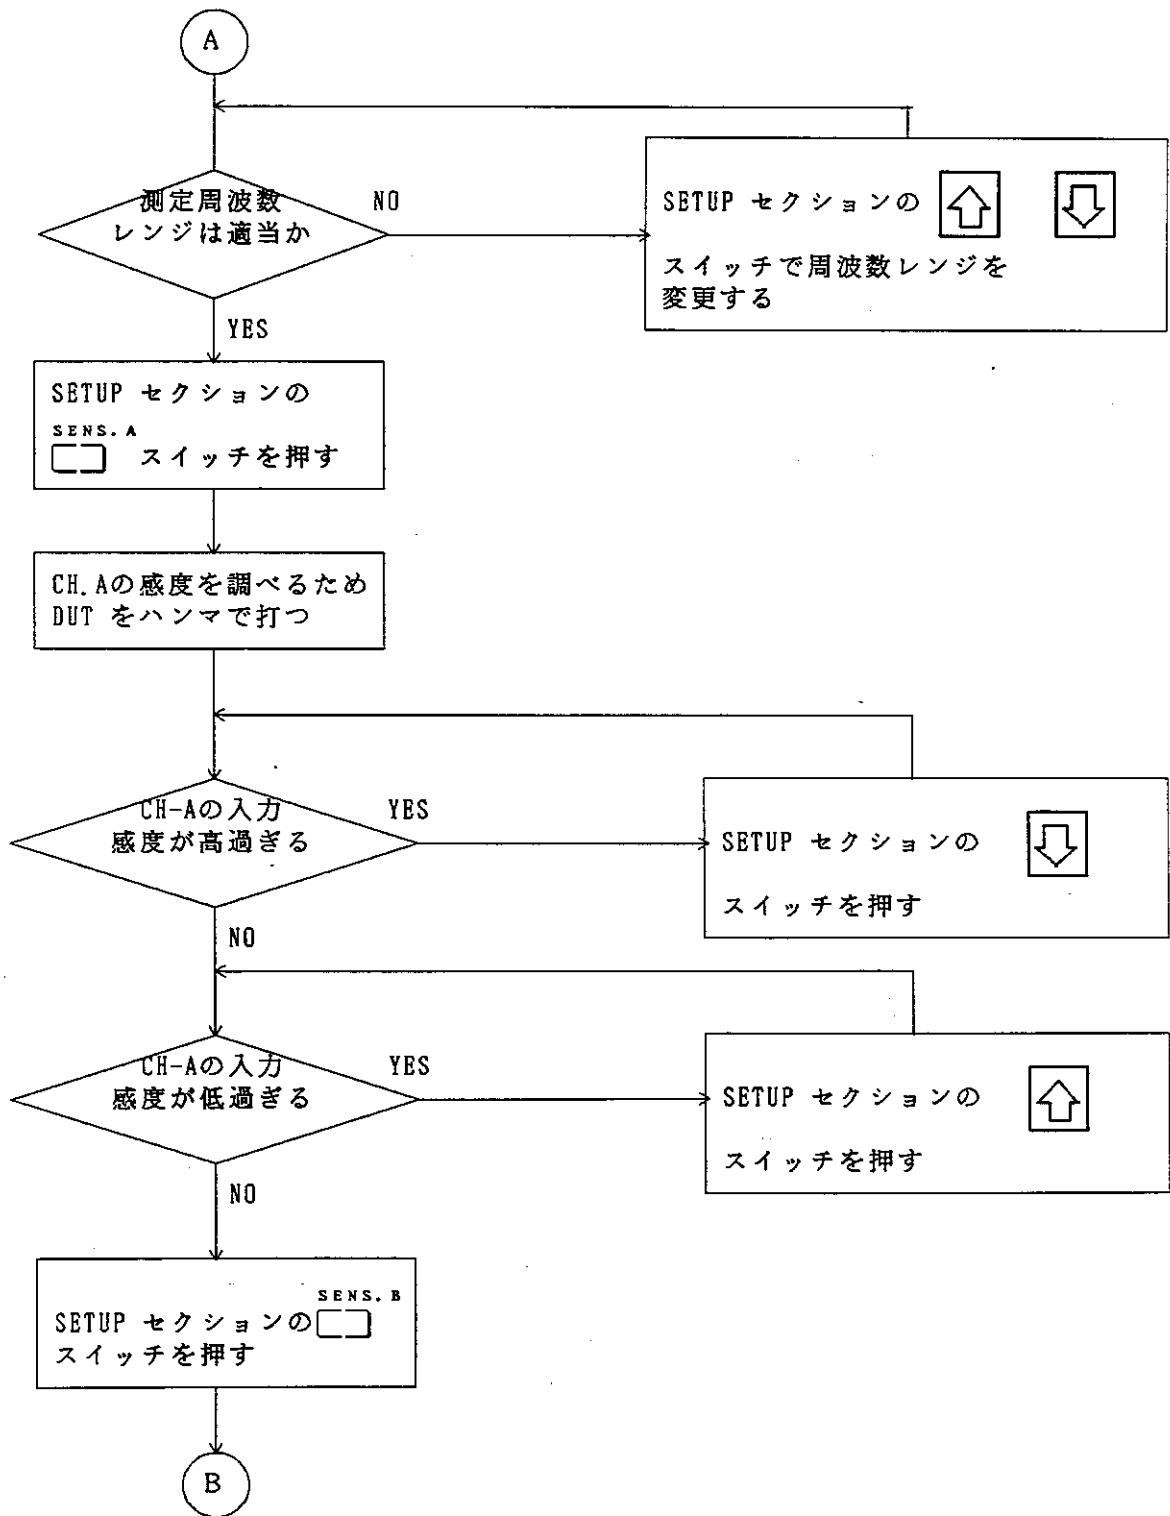 A
測定周波数
レンジは適当か
NO
SETUP セクションの
スイッチで周波数レンジを
変更する
YES
SETUP セクションの
SENS. A
スイッチを押す
CH. Aの感度を調べるため
DUT をハンマで打つ
CH-Aの入力
感度が高過ぎる
YES
SETUP セクションの
スイッチを押す
NO
CH-Aの入力
感度が低過ぎる
YES
SETUP セクションの
スイッチを押す
NO
SENS. B
SETUP セクションの
スイッチを押す
B